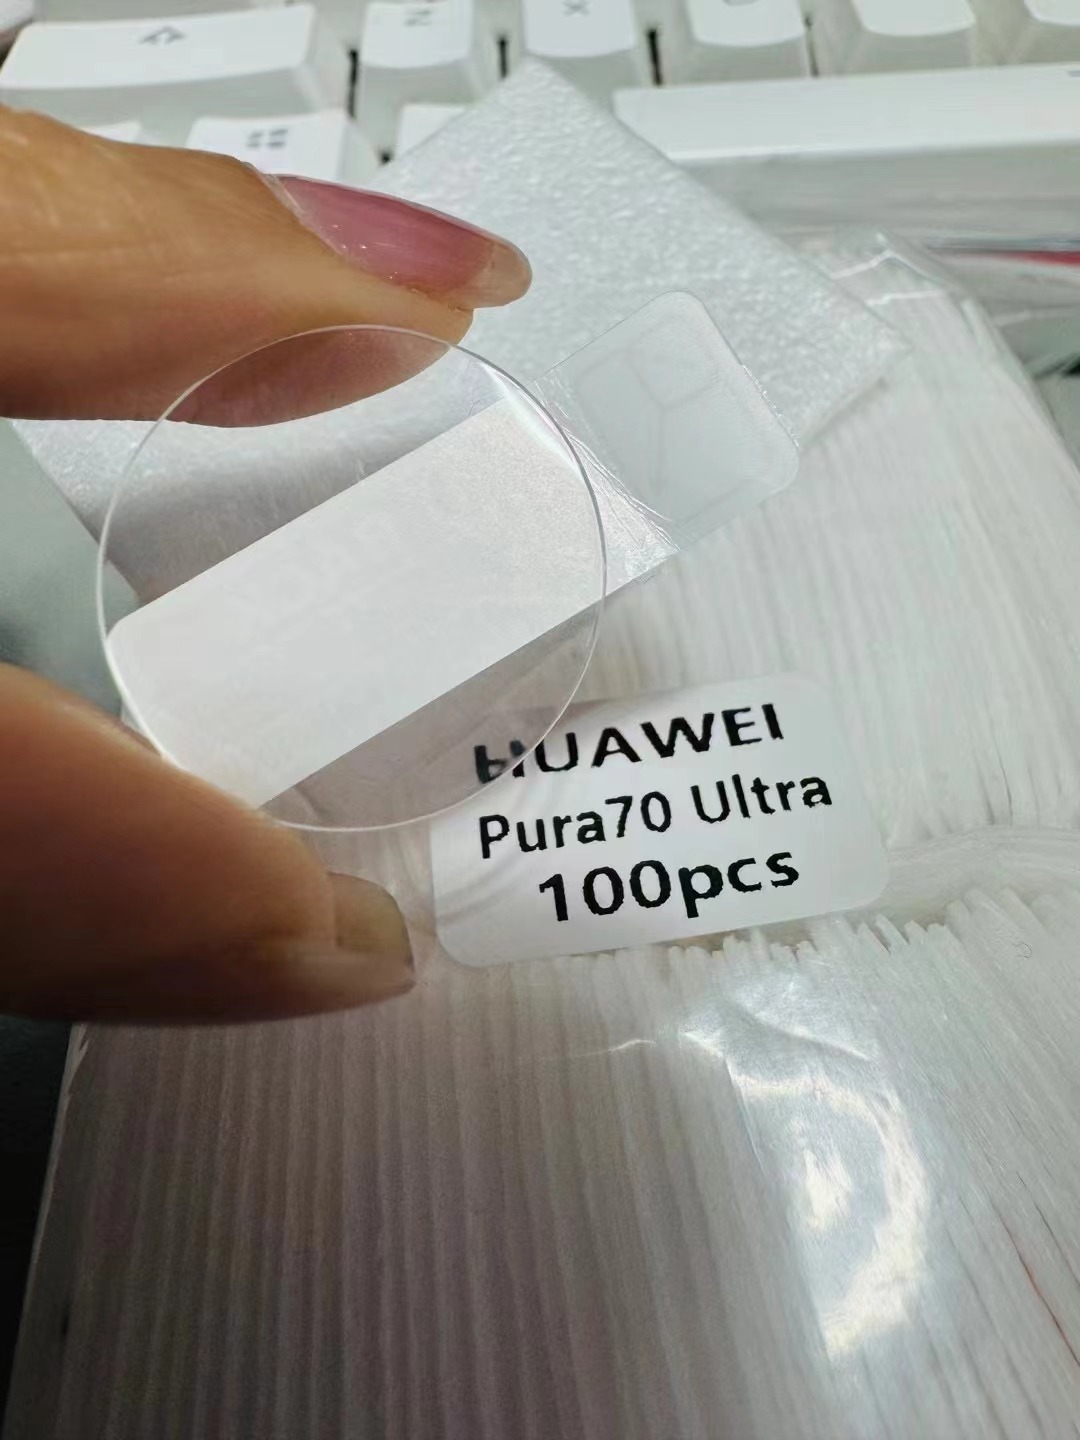 Z
X
HUAWEI
Pura70 Ultra
100pcs